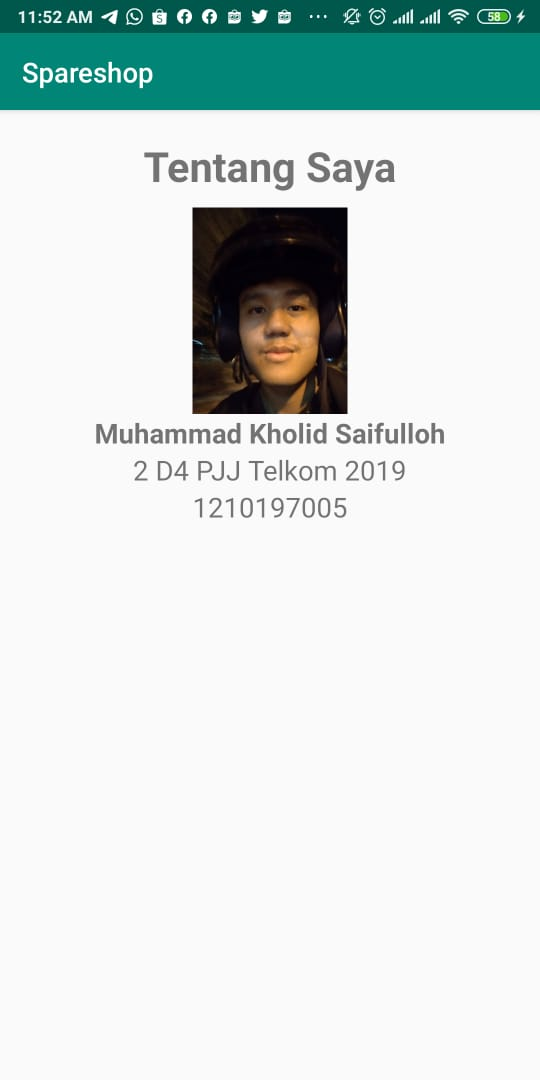 11:52 AM
58
Spareshop
Tentang Saya
Muhammad Kholid Saifulloh
2 D4 PJJ Telkom 2019
1210197005